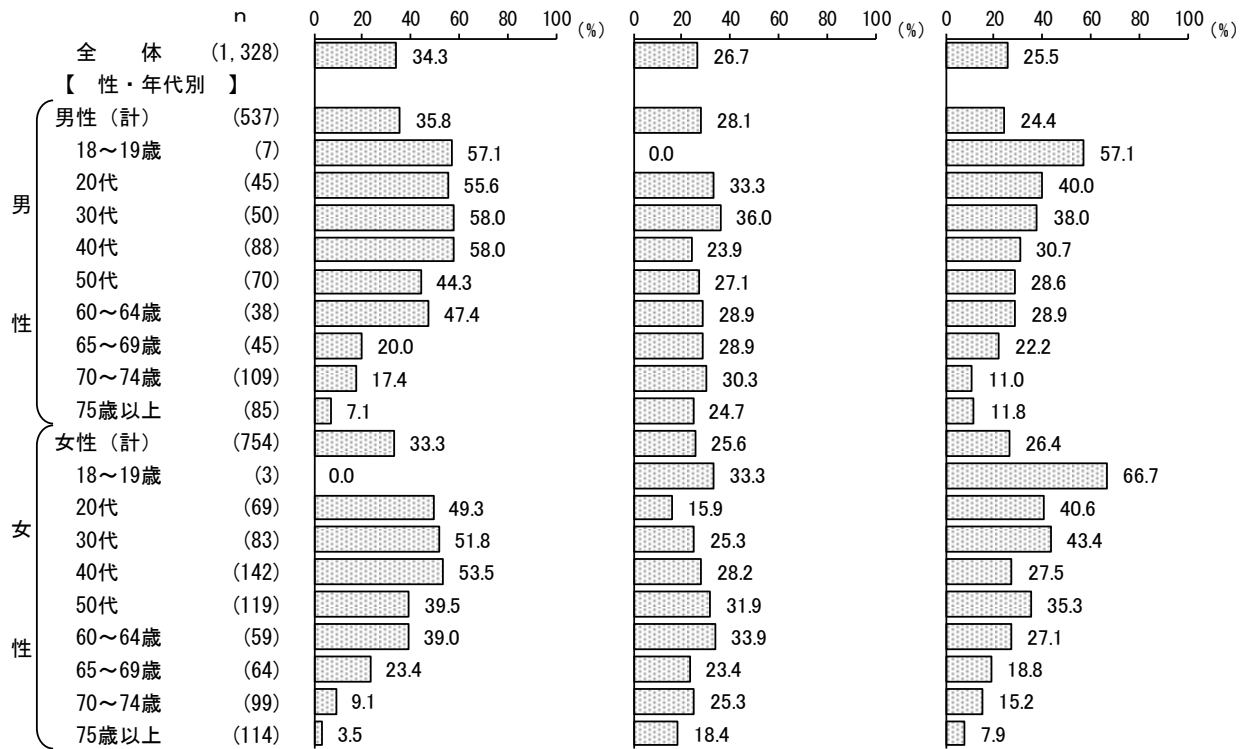 n 0 20 40 60 80 100 (%) 0 20 40 60 80 100 (%) 0 20 40 60 80 100 (%)
全 体 (1,328) 34.3 26.7 25.5
【 性・年代別 】
男性（計） (537) 35.8 28.1 24.4
18～19歳 (7) 57.1 0.0 57.1
20代 (45) 55.6 33.3 40.0
30代 (50) 58.0 36.0 38.0
40代 (88) 58.0 23.9 30.7
50代 (70) 44.3 27.1 28.6
60～64歳 (38) 47.4 28.9 28.9
65～69歳 (45) 20.0 28.9 22.2
70～74歳 (109) 17.4 30.3 11.0
75歳以上 (85) 7.1 24.7 11.8
男性
女性（計） (754) 33.3 25.6 26.4
18～19歳 (3) 0.0 33.3 66.7
20代 (69) 49.3 15.9 40.6
30代 (83) 51.8 25.3 43.4
40代 (142) 53.5 28.2 27.5
50代 (119) 39.5 31.9 35.3
60～64歳 (59) 39.0 33.9 27.1
65～69歳 (64) 23.4 23.4 18.8
70～74歳 (99) 9.1 25.3 15.2
75歳以上 (114) 3.5 18.4 7.9
女性